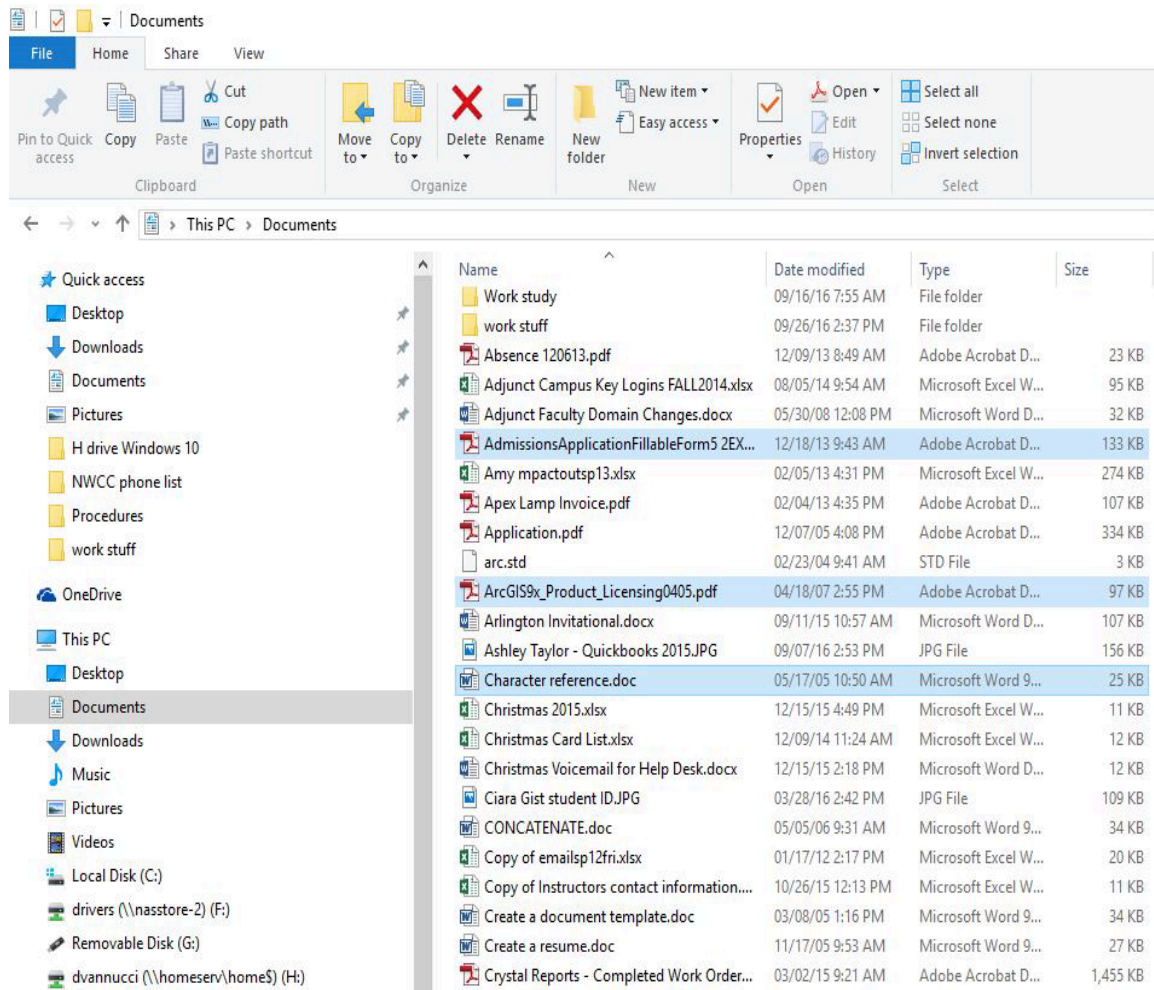 Documents
File Home Share View
Pin to Quick access Copy Paste Cut Copy path Paste shortcut Move to Copy to Delete Rename New folder New item Easy access Properties Open Edit History Select all Select none Invert selection
Clipboard Organize New Open Select
This PC > Documents
Quick access
Desktop
Downloads
Documents
Pictures
H drive Windows 10
NWCC phone list
Procedures
work stuff
OneDrive
This PC
Desktop
Documents
Downloads
Music
Pictures
Videos
Local Disk (C:)
drivers (\\nasstore-2) (F:)
Removable Disk (G:)
dvannucci (\\homeserv\home$) (H:)
Name Date modified Type Size
Work study 09/16/16 7:55 AM File folder
work stuff 09/26/16 2:37 PM File folder
Absence 120613.pdf 12/09/13 8:49 AM Adobe Acrobat D... 23 KB
Adjunct Campus Key Logins FALL2014.xlsx 08/05/14 9:54 AM Microsoft Excel W... 95 KB
Adjunct Faculty Domain Changes.docx 05/30/08 12:08 PM Microsoft Word D... 32 KB
AdmissionsApplicationFillableForm5 2EX... 12/18/13 9:43 AM Adobe Acrobat D... 133 KB
Amy mpactoutsp13.xlsx 02/05/13 4:31 PM Microsoft Excel W... 274 KB
Apex Lamp Invoice.pdf 02/04/13 4:35 PM Adobe Acrobat D... 107 KB
Application.pdf 12/07/05 4:08 PM Adobe Acrobat D... 334 KB
arc.std 02/23/04 9:41 AM STD File 3 KB
ArcGIS9x_Product_Licensing0405.pdf 04/18/07 2:55 PM Adobe Acrobat D... 97 KB
Arlington Invitational.docx 09/11/15 10:57 AM Microsoft Word D... 107 KB
Ashley Taylor - Quickbooks 2015.JPG 09/07/16 2:53 PM JPG File 156 KB
Character reference.doc 05/17/05 10:50 AM Microsoft Word 9... 25 KB
Christmas 2015.xlsx 12/15/15 4:49 PM Microsoft Excel W... 11 KB
Christmas Card List.xlsx 12/09/14 11:24 AM Microsoft Excel W... 12 KB
Christmas Voicemail for Help Desk.docx 12/15/15 2:18 PM Microsoft Word D... 12 KB
Ciara Gist student ID.JPG 03/28/16 2:42 PM JPG File 109 KB
CONCATENATE.doc 05/05/06 9:31 AM Microsoft Word 9... 34 KB
Copy of emailsp12fri.xlsx 01/17/12 2:17 PM Microsoft Excel W... 20 KB
Copy of Instructors contact information.... 10/26/15 12:13 PM Microsoft Excel W... 11 KB
Create a document template.doc 03/08/05 1:16 PM Microsoft Word 9... 34 KB
Create a resume.doc 11/17/05 9:53 AM Microsoft Word 9... 27 KB
Crystal Reports - Completed Work Order... 03/02/15 9:21 AM Adobe Acrobat D... 1,455 KB